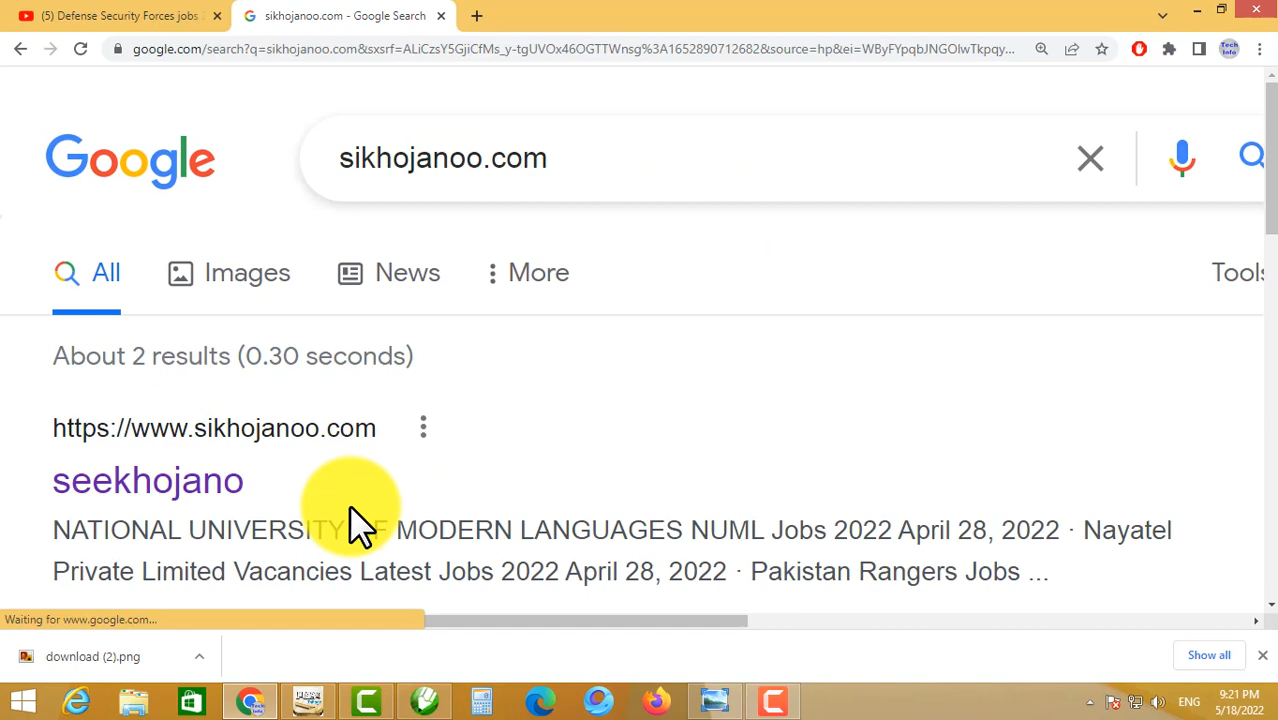 (5) Defense Security Forces jobs
sikhojanoo.com - Google Search
google.com/search?q=sikhojanoo.com&sxsrf=ALiCzsY5GjiCfMs_y-tgUVOx46OGTTWnsg%3A1652890712682&source=hp&ei=WByFYpqbJNGOlwTkpqy...
Tech
Info
Google
sikhojanoo.com
All
Images
News
More
Tools
About 2 results (0.30 seconds)
https://www.sikhojanoo.com
seekhojano
NATIONAL UNIVERSITY OF MODERN LANGUAGES NUML Jobs 2022 April 28, 2022 · Nayatel
Private Limited Vacancies Latest Jobs 2022 April 28, 2022 · Pakistan Rangers Jobs ...
Waiting for www.google.com...
download (2).png
Show all
ENG
9:21 PM
5/18/2022